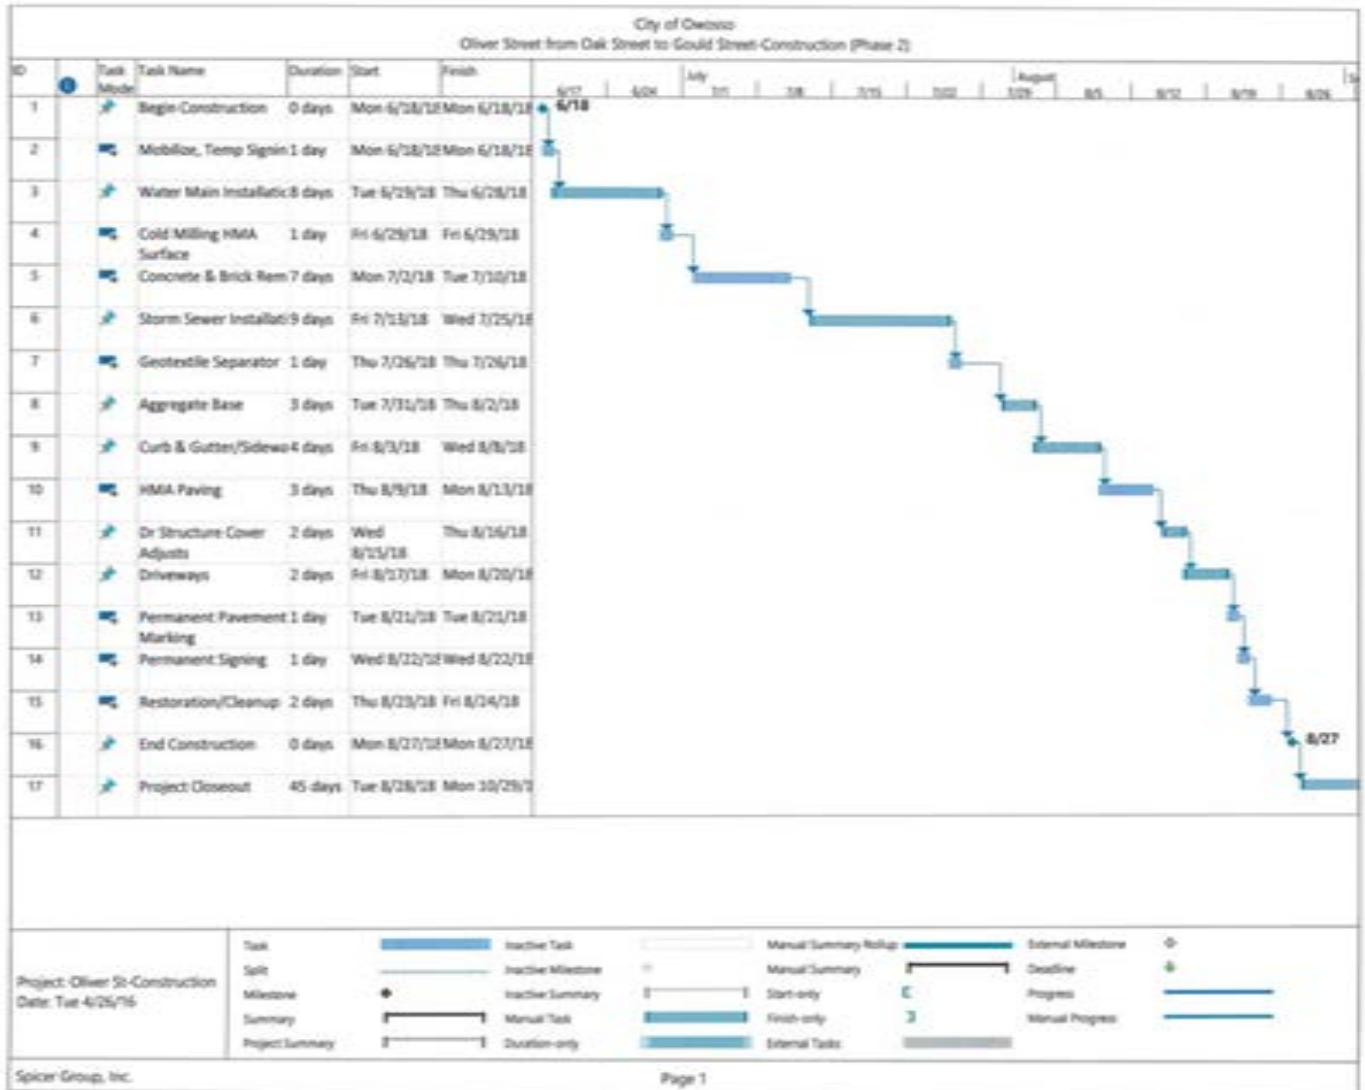 City of Owosso
Oliver Street from Oak Street to Gould Street-Construction (Phase 2)
ID Task Mode Task Name Duration Start Finish July August
6/17 6/24 7/1 7/8 7/15 7/22 7/29 8/5 8/12 8/19 8/26
1 Begin Construction 0 days Mon 6/18/18 Mon 6/18/18 6/18
2 Mobilize, Temp Signin 1 day Mon 6/18/18 Mon 6/18/18
3 Water Main Installatic 8 days Tue 6/19/18 Thu 6/28/18
4 Cold Milling HMA Surface 1 day Fri 6/29/18 Fri 6/29/18
5 Concrete & Brick Rem 7 days Mon 7/2/18 Tue 7/10/18
6 Storm Sewer Installati 9 days Fri 7/13/18 Wed 7/25/18
7 Geotextile Separator 1 day Thu 7/26/18 Thu 7/26/18
8 Aggregate Base 3 days Tue 7/31/18 Thu 8/2/18
9 Curb & Gutter/Sidewa 4 days Fri 8/3/18 Wed 8/8/18
10 HMA Paving 3 days Thu 8/9/18 Mon 8/13/18
11 Dr Structure Cover Adjusts 2 days Wed 8/15/18 Thu 8/16/18
12 Driveways 2 days Fri 8/17/18 Mon 8/20/18
13 Permanent Pavement Marking 1 day Tue 8/21/18 Tue 8/21/18
14 Permanent Signing 1 day Wed 8/22/18 Wed 8/22/18
15 Restoration/Cleanup 2 days Thu 8/23/18 Fri 8/24/18
16 End Construction 0 days Mon 8/27/18 Mon 8/27/18 8/27
17 Project Closeout 45 days Tue 8/28/18 Mon 10/29/1
Project: Oliver St-Construction
Date: Tue 4/26/16
Task Inactive Task Manual Summary Rollup External Milestone
Split Inactive Milestone Manual Summary Deadline
Milestone Inactive Summary Start-only Progress
Summary Manual Task Finish-only Manual Progress
Project Summary Duration-only External Tasks
Spicer Group, Inc. Page 1